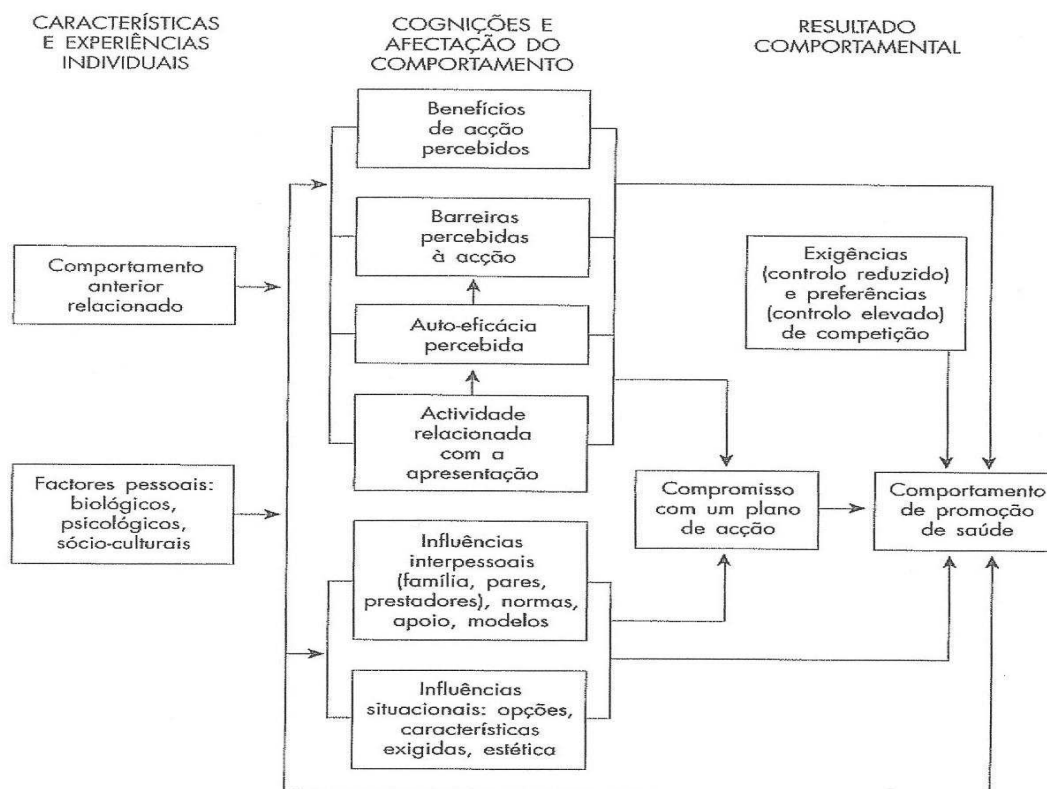 CARACTERÍSTICAS
E EXPERIÊNCIAS
INDIVIDUAIS
COGNIÇÕES E
AFECTAÇÃO DO
COMPORTAMENTO
RESULTADO
COMPORTAMENTAL
Benefícios
de acção
percebidos
Barreiras
percebidas
à acção
Comportamento
anterior
relacionado
Exigências
(controlo reduzido)
e preferências
(controlo elevado)
de competição
Auto-eficácia
percebida
Actividade
relacionada
com a
apresentação
Factores pessoais:
biológicos,
psicológicos,
sócio-culturais
Compromisso
com um plano
de acção
Comportamento
de promoção
de saúde
Influências
interpessoais
(família, pares,
prestadores), normas,
apoio, modelos
Influências
situacionais: opções,
características
exigidas, estética